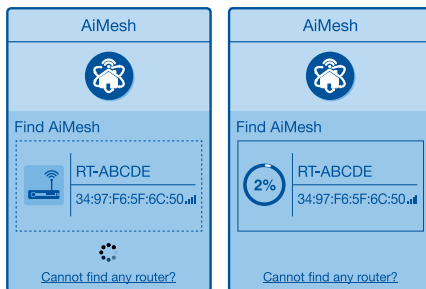 AiMesh
Find AiMesh
RT-ABCDE
34:97:F6:5F:6C:50
Cannot find any router?
AiMesh
Find AiMesh
2%
RT-ABCDE
34:97:F6:5F:6C:50
Cannot find any router?